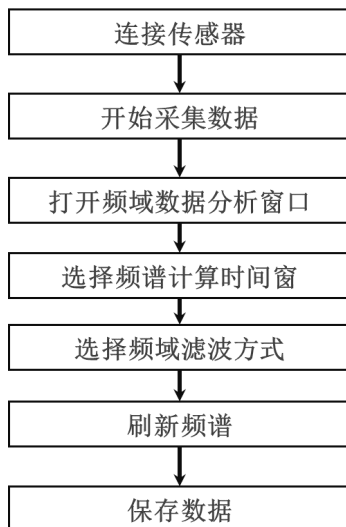 连接传感器
开始采集数据
打开频域数据分析窗口
选择频谱计算时间窗
选择频域滤波方式
刷新频谱
保存数据